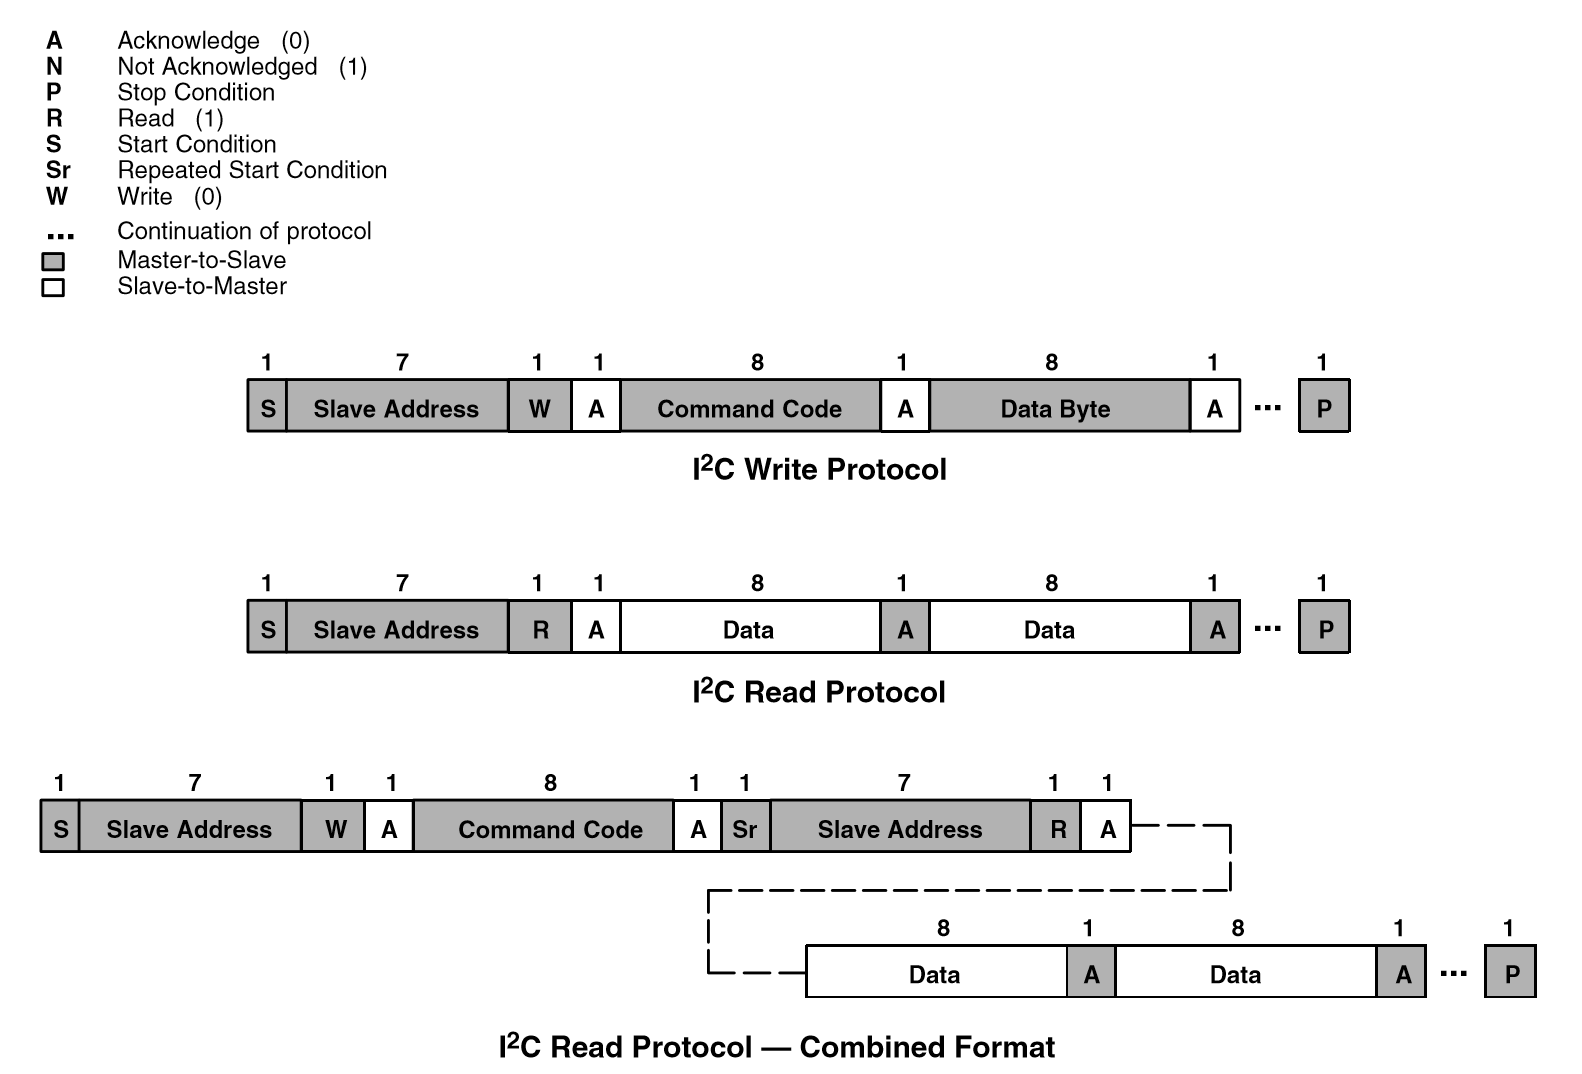 A Acknowledge (0)
N Not Acknowledged (1)
P Stop Condition
R Read (1)
S Start Condition
Sr Repeated Start Condition
W Write (0)
... Continuation of protocol
Master-to-Slave
Slave-to-Master
1 7 1 1 8 1 8 1 1
S Slave Address W A Command Code A Data Byte A ... P
I²C Write Protocol
1 7 1 1 8 1 8 1 1
S Slave Address R A Data A Data A ... P
I²C Read Protocol
1 7 1 1 8 1 1 7 1 1
S Slave Address W A Command Code A Sr Slave Address R A
8 1 8 1 1
Data A Data A ... P
I²C Read Protocol — Combined Format